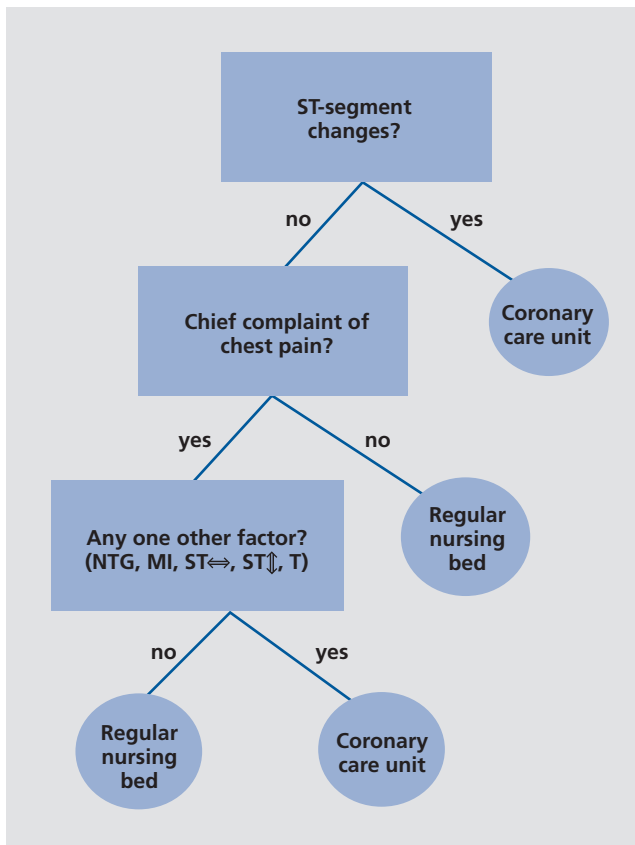 ST-segment
changes?
no
yes
Chief complaint of
chest pain?
Coronary
care unit
yes
no
Any one other factor?
(NTG, MI, ST⇔, ST⇕, T)
Regular
nursing
bed
no
yes
Regular
nursing
bed
Coronary
care unit